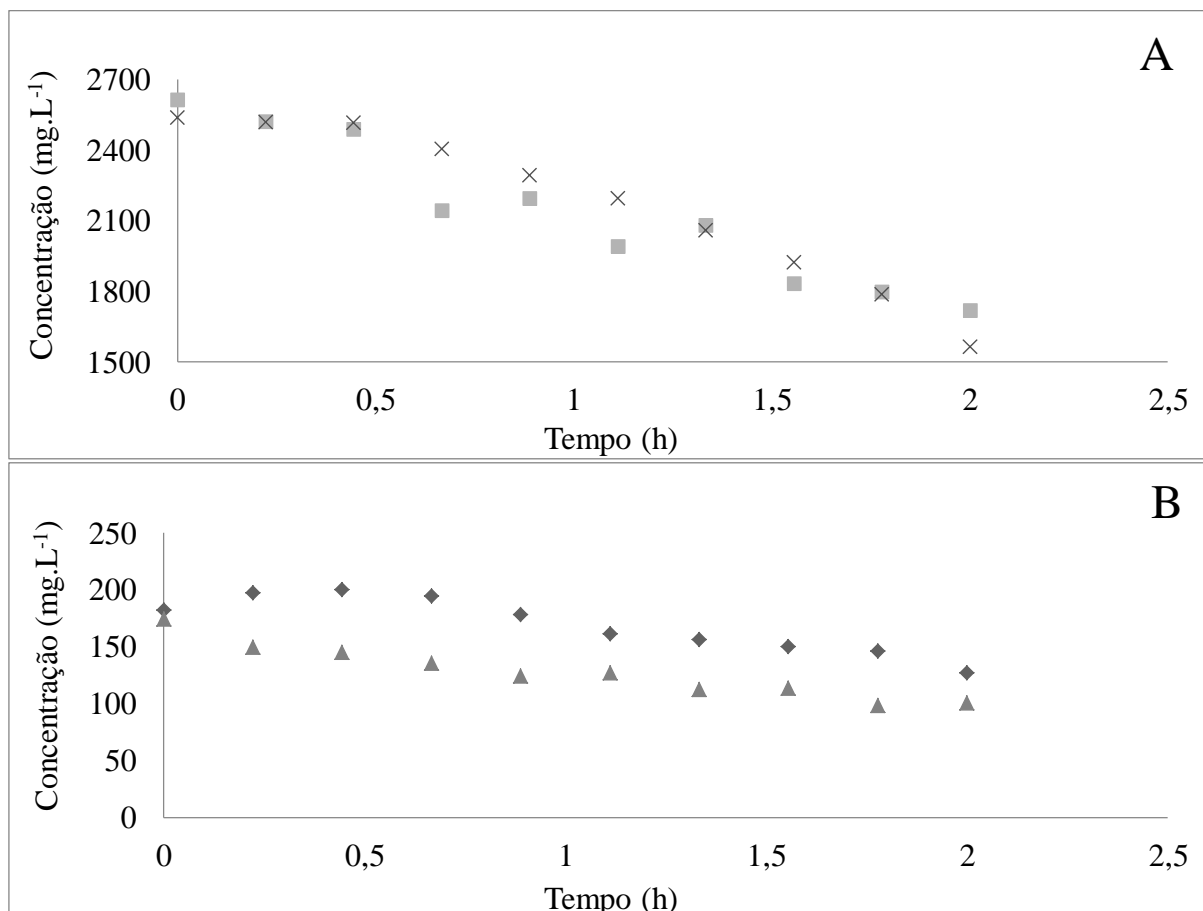 A
Concentração (mg.L-1)
2700
2400
2100
1800
1500
0 0,5 1 1,5 2 2,5
Tempo (h)
B
Concentração (mg.L-1)
250
200
150
100
50
0
0 0,5 1 1,5 2 2,5
Tempo (h)